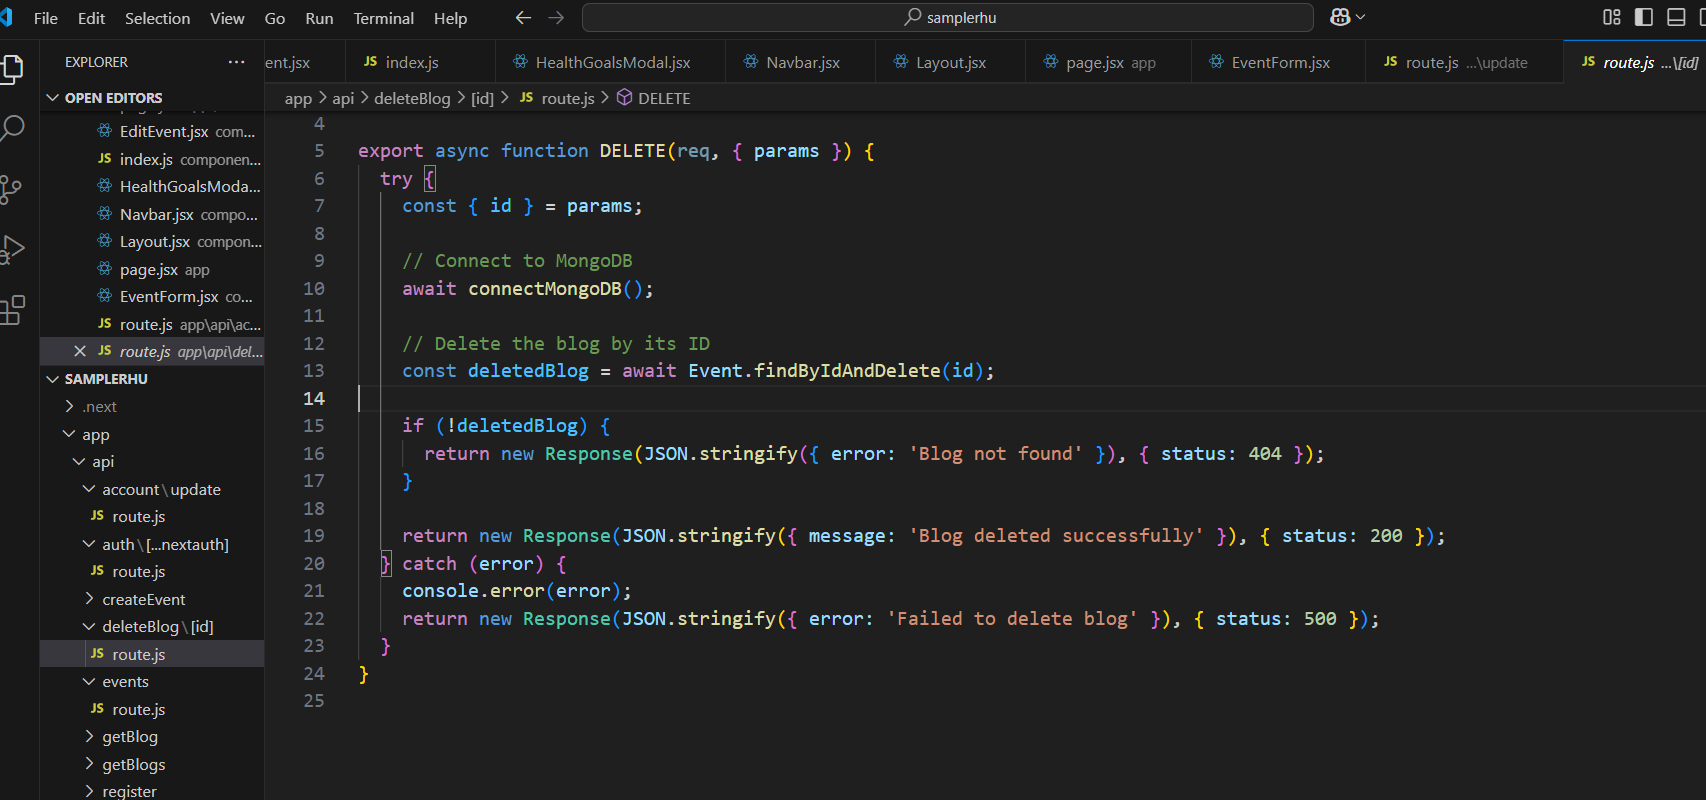 File Edit Selection View Go Run Terminal Help
samplerhu
EXPLORER
ent.jsx
JS index.js
HealthGoalsModal.jsx
Navbar.jsx
Layout.jsx
page.jsx app
EventForm.jsx
JS route.js ...\update
JS route.js ...\[id]
OPEN EDITORS
EditEvent.jsx com...
JS index.js componen...
HealthGoalsModa...
Navbar.jsx compo...
Layout.jsx compon...
page.jsx app
EventForm.jsx co...
JS route.js app\api\ac...
JS route.js app\api\del...
SAMPLERHU
.next
app
api
account\update
JS route.js
auth\[...nextauth]
JS route.js
createEvent
deleteBlog\[id]
JS route.js
events
JS route.js
getBlog
getBlogs
register
app > api > deleteBlog > [id] > JS route.js > DELETE
4
5 export async function DELETE(req, { params }) {
6 try {
7 const { id } = params;
8
9 // Connect to MongoDB
10 await connectMongoDB();
11
12 // Delete the blog by its ID
13 const deletedBlog = await Event.findByIdAndDelete(id);
14
15 if (!deletedBlog) {
16 return new Response(JSON.stringify({ error: 'Blog not found' }), { status: 404 });
17 }
18
19 return new Response(JSON.stringify({ message: 'Blog deleted successfully' }), { status: 200 });
20 } catch (error) {
21 console.error(error);
22 return new Response(JSON.stringify({ error: 'Failed to delete blog' }), { status: 500 });
23 }
24 }
25